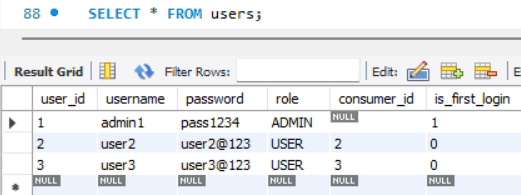 88 SELECT * FROM users;
Result Grid Filter Rows: Edit:
user_id username password role consumer_id is_first_login
1 admin1 pass1234 ADMIN NULL 1
2 user2 user2@123 USER 2 0
3 user3 user3@123 USER 3 0
NULL NULL NULL NULL NULL NULL